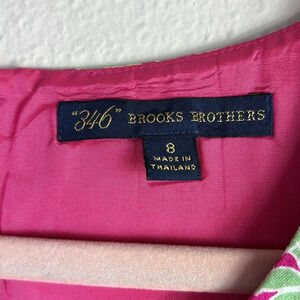 "346" BROOKS BROTHERS
8
MADE IN
THAILAND